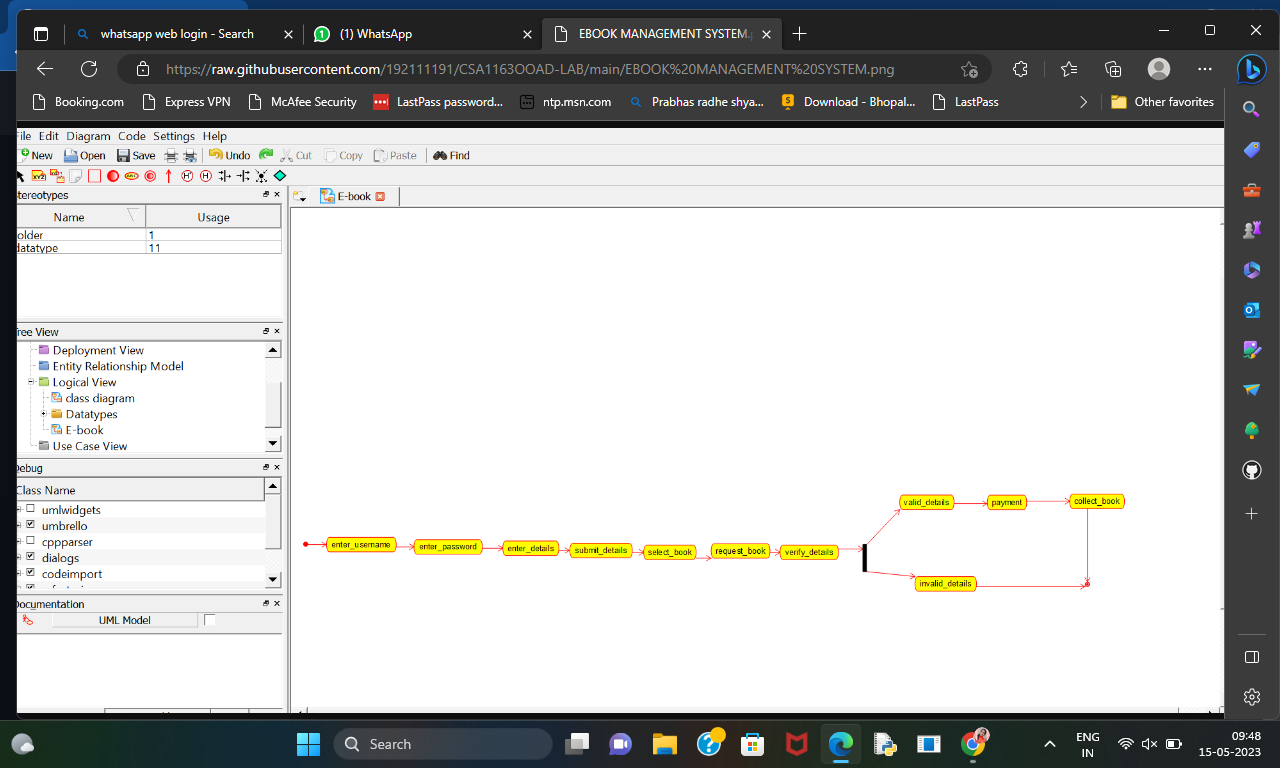 whatsapp web login - Search
(1) WhatsApp
EBOOK MANAGEMENT SYSTEM.
https://raw.githubusercontent.com/192111191/CSA1163OOAD-LAB/main/EBOOK%20MANAGEMENT%20SYSTEM.png
Booking.com Express VPN McAfee Security LastPass password... ntp.msn.com Prabhas radhe shya... Download - Bhopal... LastPass Other favorites
ile Edit Diagram Code Settings Help
New Open Save Undo Cut Copy Paste Find
tereotypes
E-book
Name Usage
older 1
datatype 11
ree View
Deployment View
Entity Relationship Model
Logical View
class diagram
Datatypes
E-book
Use Case View
Debug
Class Name
umlwidgets
umbrello
cppparser
dialogs
codeimport
Documentation
UML Model
valid_details payment collect_book
enter_username enter_password enter_details submit_details select_book request_book verify_details
invalid_details
Search
ENG
IN
09:48
15-05-2023